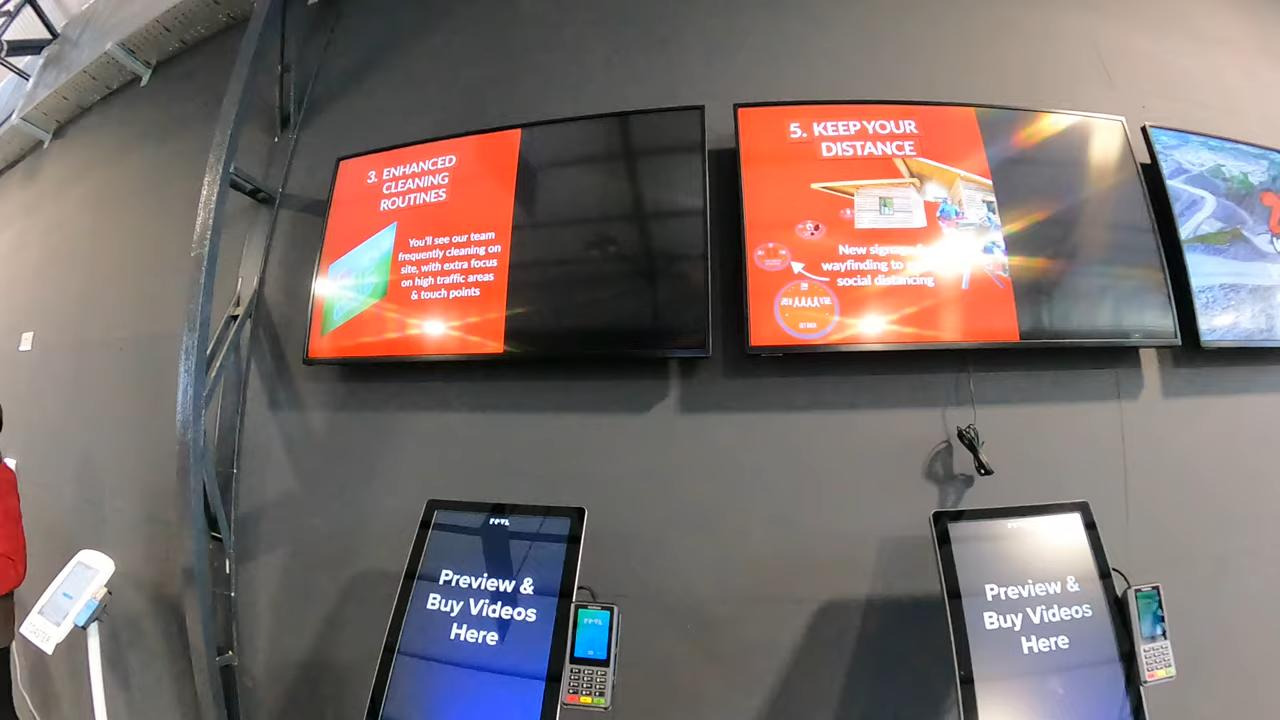 3. ENHANCED
CLEANING
ROUTINES
You'll see our team
frequently cleaning on
site, with extra focus
on high traffic areas
& touch points
5. KEEP YOUR
DISTANCE
New
wayfinding to
social distancing
Preview &
Buy Videos
Here
Preview &
Buy Videos
Here